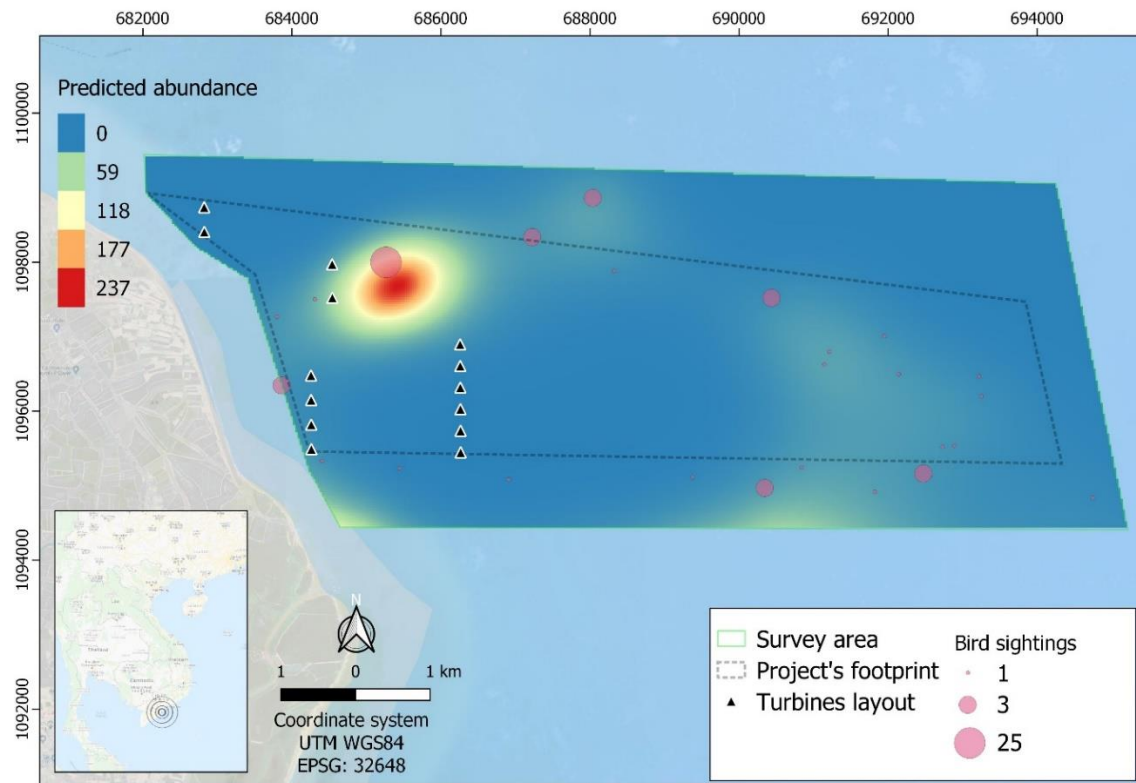 682000 684000 686000 688000 690000 692000 694000
1100000
1098000
1096000
1094000
1092000
Predicted abundance
0
59
118
177
237
N
1 0 1 km
Coordinate system
UTM WGS84
EPSG: 32648
Survey area
Project's footprint
Turbines layout
Bird sightings
1
3
25